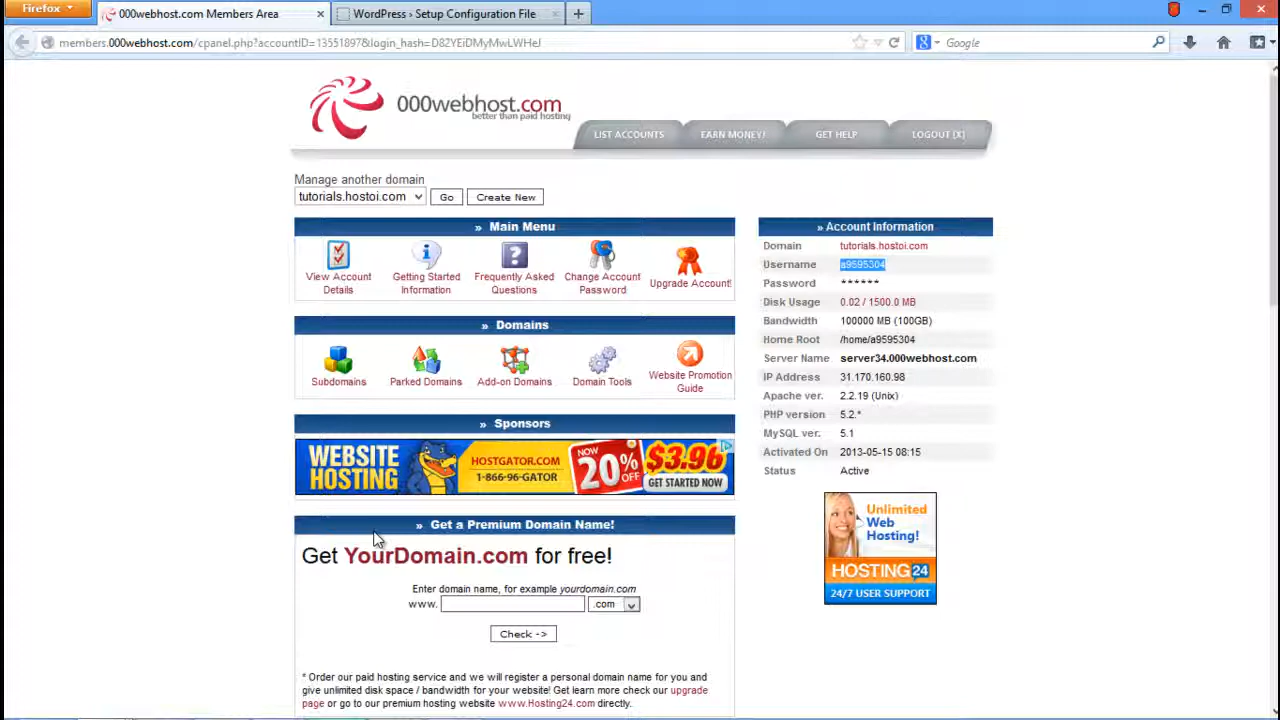 Firefox
000webhost.com Members Area
WordPress › Setup Configuration File
members.000webhost.com/cpanel.php?accountID=13551897&login_hash=D82YEiDMyMwLWHeJ
Google
000webhost.com
better than paid hosting
LIST ACCOUNTS
EARN MONEY!
GET HELP
LOGOUT [X]
Manage another domain
tutorials.hostoi.com
Go
Create New
» Main Menu
View Account Details
Getting Started Information
Frequently Asked Questions
Change Account Password
Upgrade Account!
» Domains
Subdomains
Parked Domains
Add-on Domains
Domain Tools
Website Promotion Guide
» Sponsors
WEBSITE HOSTING
HOSTGATOR.COM
1-866-96-GATOR
NOW 20% OFF
$3.96
GET STARTED NOW
» Get a Premium Domain Name!
Get YourDomain.com for free!
Enter domain name, for example yourdomain.com
www.
.com
Check ->
* Order our paid hosting service and we will register a personal domain name for you and
give unlimited disk space / bandwidth for your website! Get learn more check our upgrade
page or go to our premium hosting website www.Hosting24.com directly.
» Account Information
Domain tutorials.hostoi.com
Username a9595304
Password ******
Disk Usage 0.02 / 1500.0 MB
Bandwidth 100000 MB (100GB)
Home Root /home/a9595304
Server Name server34.000webhost.com
IP Address 31.170.160.98
Apache ver. 2.2.19 (Unix)
PHP version 5.2.*
MySQL ver. 5.1
Activated On 2013-05-15 08:15
Status Active
Unlimited
Web
Hosting!
HOSTING 24
24/7 USER SUPPORT